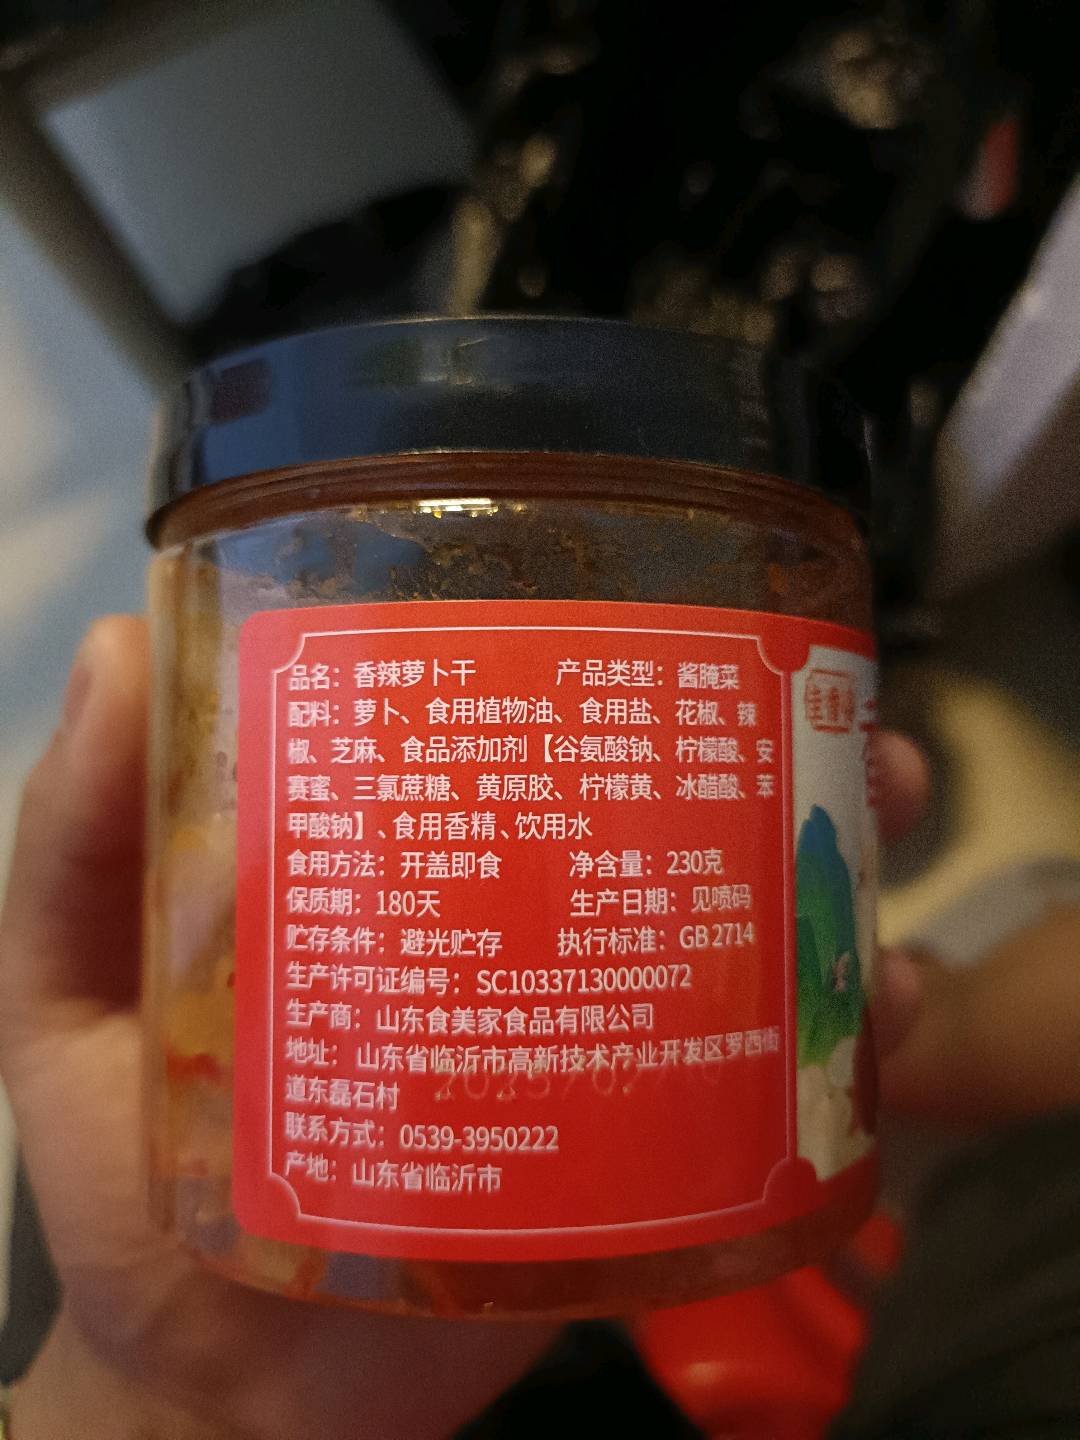 品名：香辣萝卜干 产品类型：酱腌菜
配料：萝卜、食用植物油、食用盐、花椒、辣
椒、芝麻、食品添加剂【谷氨酸钠、柠檬酸、安
赛蜜、三氯蔗糖、黄原胶、柠檬黄、冰醋酸、苯
甲酸钠】、食用香精、饮用水
食用方法：开盖即食 净含量：230克
保质期：180天 生产日期：见喷码
贮存条件：避光贮存 执行标准：GB 2714
生产许可证编号：SC10337130000072
生产商：山东食美家食品有限公司
地址：山东省临沂市高新技术产业开发区罗西街
道东磊石村
联系方式：0539-3950222
产地：山东省临沂市